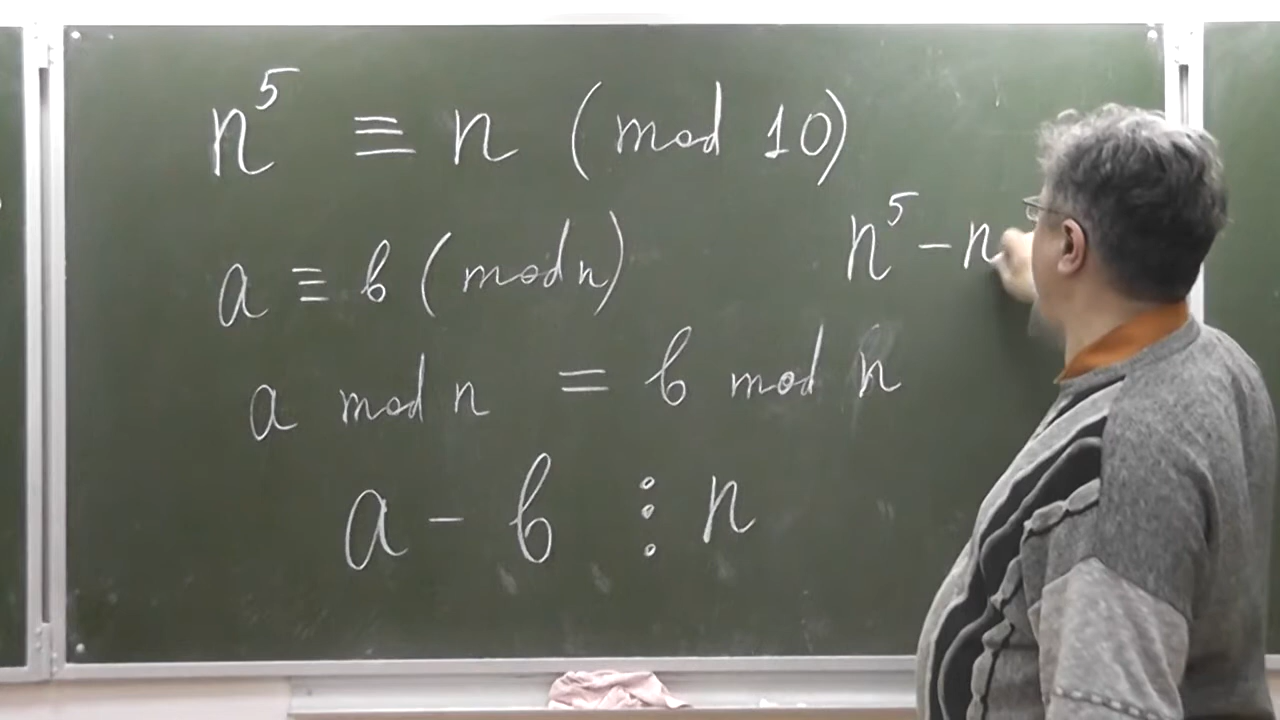 n⁵ ≡ n (mod 10)
n⁵ − n
a ≡ b (mod n)
a mod n = b mod n
a − b ⋮ n